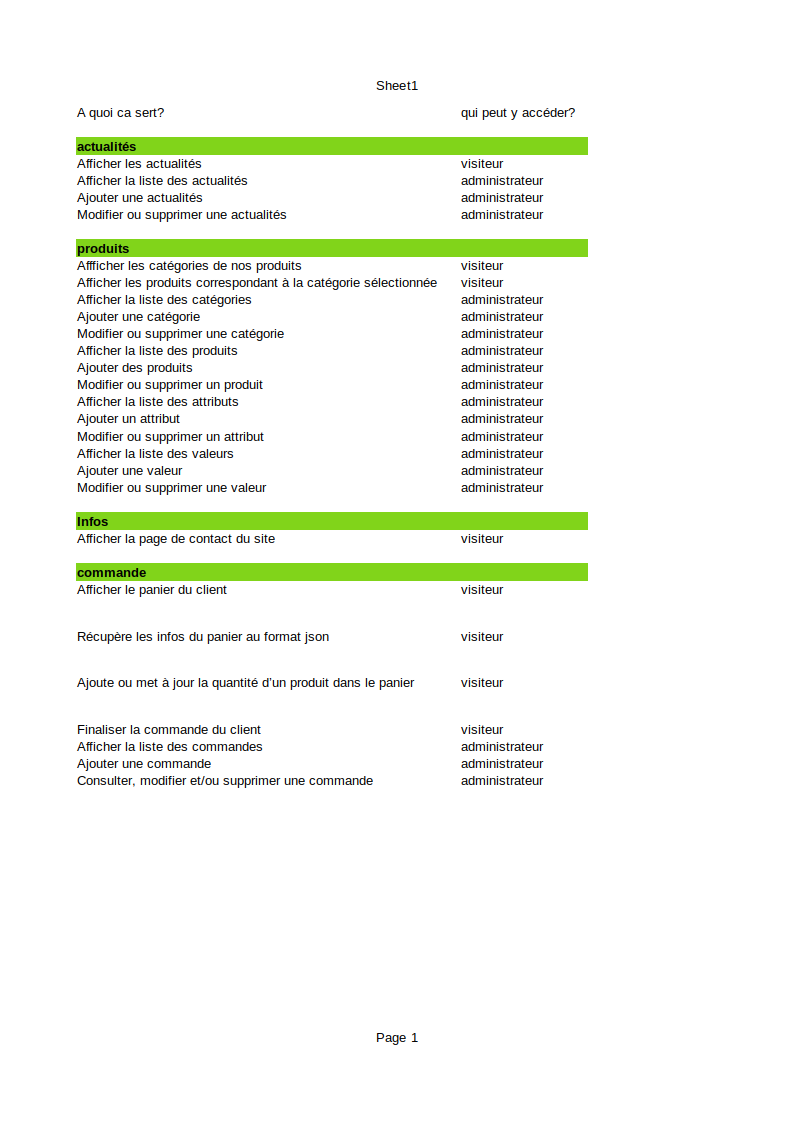 Sheet1
A quoi ca sert? qui peut y accéder?
actualités
Afficher les actualités visiteur
Afficher la liste des actualités administrateur
Ajouter une actualités administrateur
Modifier ou supprimer une actualités administrateur
produits
Affficher les catégories de nos produits visiteur
Afficher les produits correspondant à la catégorie sélectionnée visiteur
Afficher la liste des catégories administrateur
Ajouter une catégorie administrateur
Modifier ou supprimer une catégorie administrateur
Afficher la liste des produits administrateur
Ajouter des produits administrateur
Modifier ou supprimer un produit administrateur
Afficher la liste des attributs administrateur
Ajouter un attribut administrateur
Modifier ou supprimer un attribut administrateur
Afficher la liste des valeurs administrateur
Ajouter une valeur administrateur
Modifier ou supprimer une valeur administrateur
Infos
Afficher la page de contact du site visiteur
commande
Afficher le panier du client visiteur
Récupère les infos du panier au format json visiteur
Ajoute ou met à jour la quantité d’un produit dans le panier visiteur
Finaliser la commande du client visiteur
Afficher la liste des commandes administrateur
Ajouter une commande administrateur
Consulter, modifier et/ou supprimer une commande administrateur
Page 1